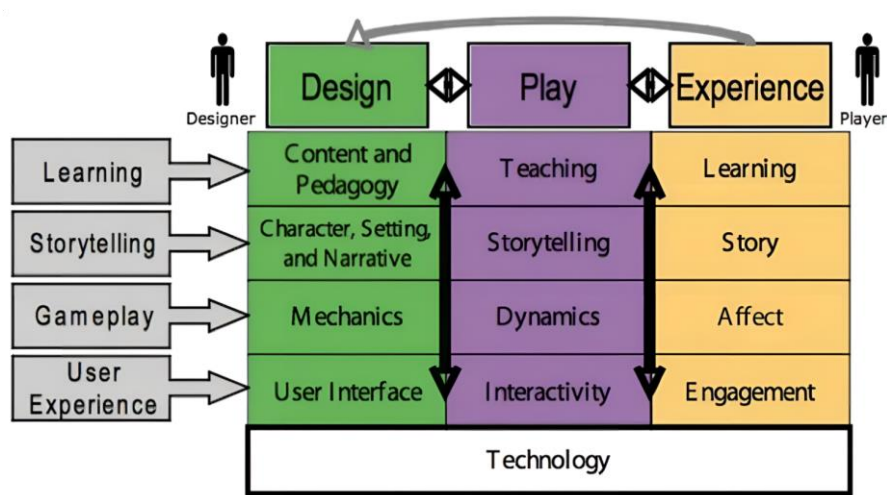 Design
Play
Experience
Designer
Player
Learning
Content and
Pedagogy
Teaching
Learning
Storytelling
Character, Setting,
and Narrative
Storytelling
Story
Gameplay
Mechanics
Dynamics
Affect
User
Experience
User Interface
Interactivity
Engagement
Technology